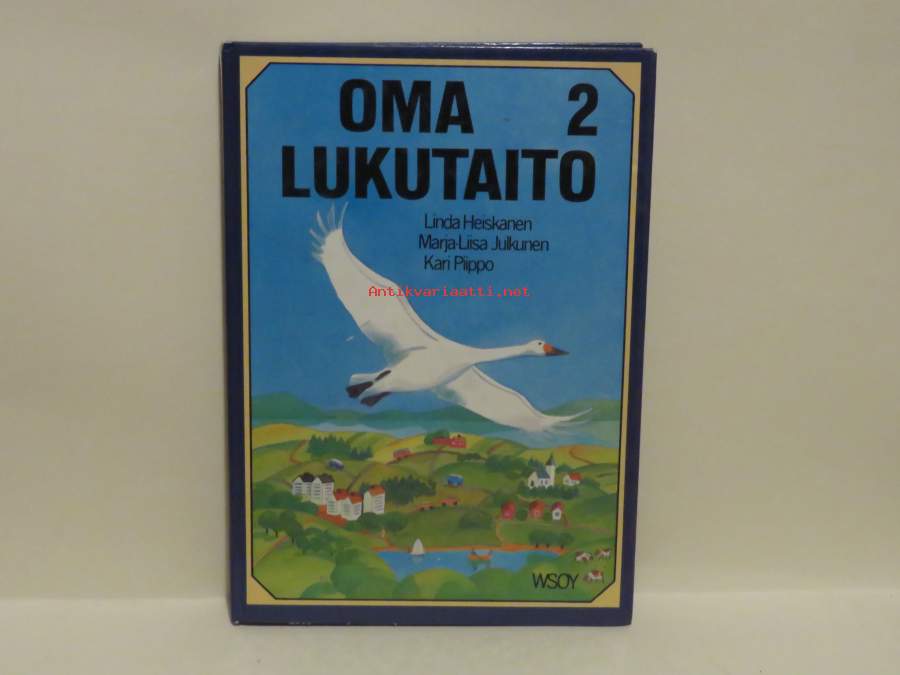 OMA 2
LUKUTAITO
Linda Heiskanen
Marja-Liisa Julkunen
Kari Piippo
Antikvariaatti.net
WSOY